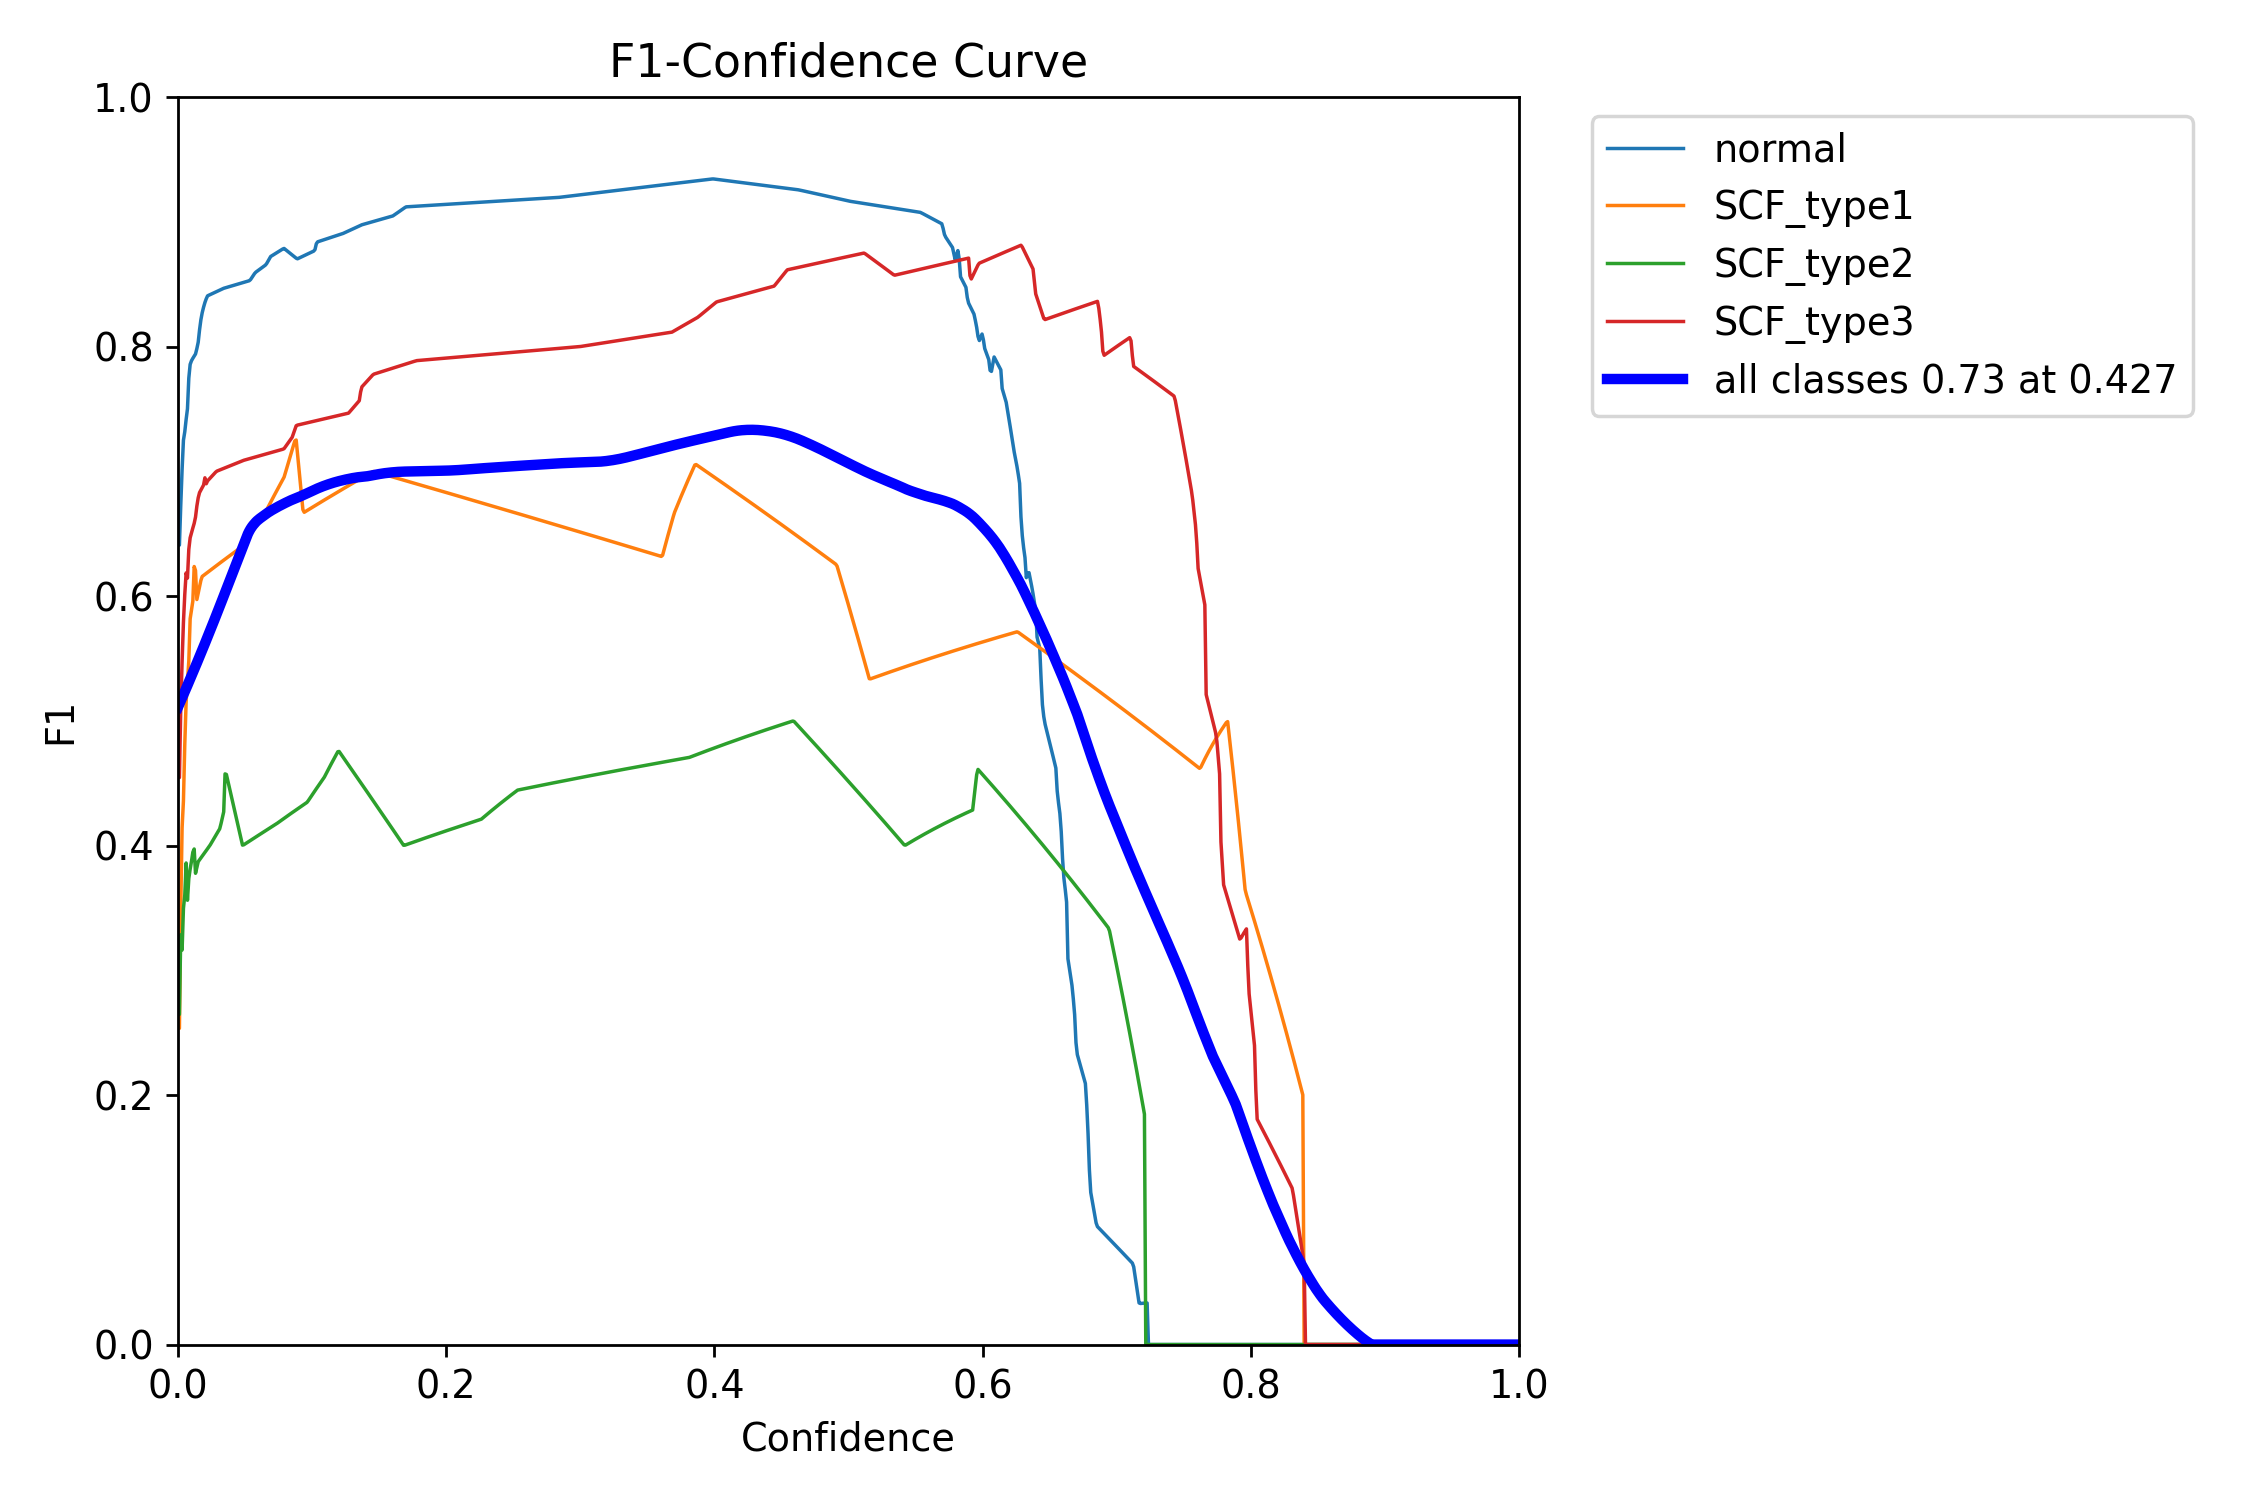 F1-Confidence Curve
1.0
0.8
0.6
0.4
0.2
0.0
F1
0.0 0.2 0.4 0.6 0.8 1.0
Confidence
normal
SCF_type1
SCF_type2
SCF_type3
all classes 0.73 at 0.427